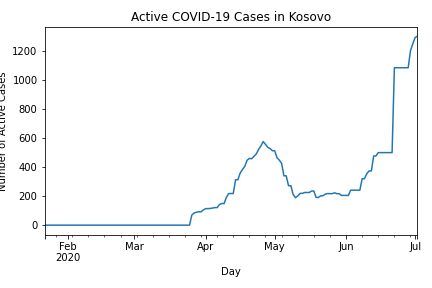 Active COVID-19 Cases in Kosovo
Number of Active Cases
1200
1000
800
600
400
200
0
Feb
2020
Mar
Apr
May
Jun
Jul
Day